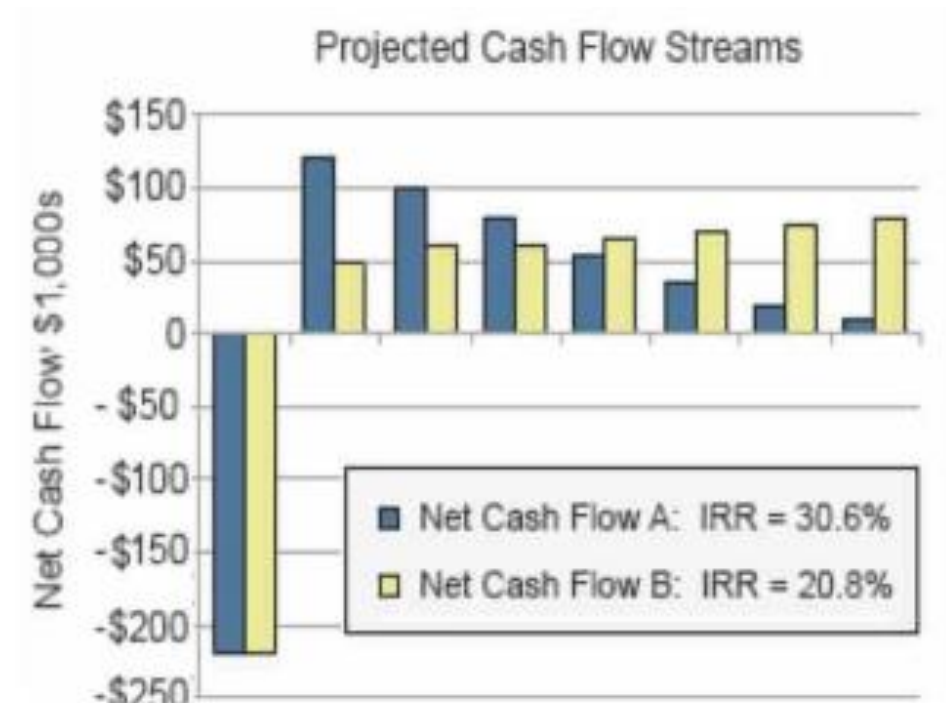 Projected Cash Flow Streams
$150
$100
$50
0
- $50
-$100
-$150
-$200
-$250
Net Cash Flow $1,000s
Net Cash Flow A: IRR = 30.6%
Net Cash Flow B: IRR = 20.8%